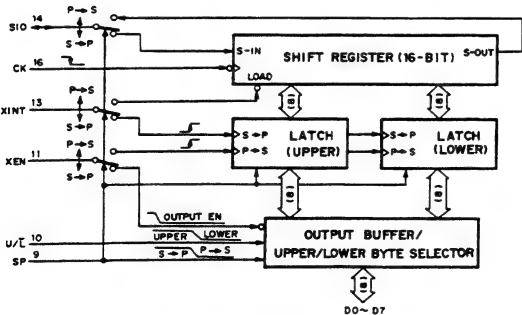 P→S
SIO 14
S→P
CK 16
S-IN
SHIFT REGISTER (16-BIT)
S-OUT
LOAD
P→S
XINT 13
S→P
(8)
(8)
S→P
P→S
LATCH
(UPPER)
S→P
P→S
LATCH
(LOWER)
P→S
XEN 11
S→P
(8)
(8)
OUTPUT EN
U/L̅ 10
UPPER LOWER
SP 9
S→P P→S
OUTPUT BUFFER/
UPPER/LOWER BYTE SELECTOR
(8)
D0~D7